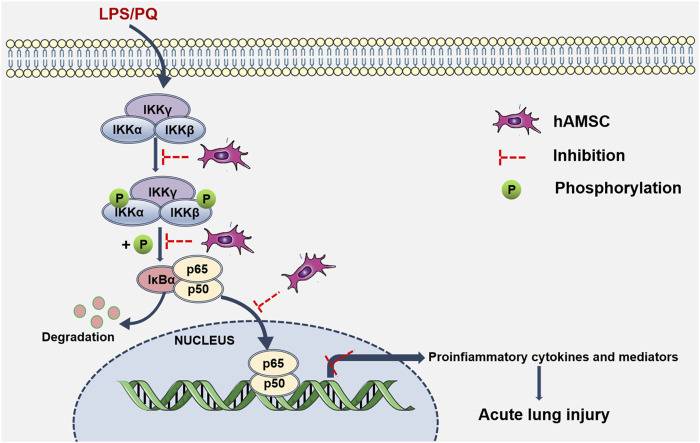 LPS/PQ
IKKγ
IKKα
IKKβ
hAMSC
Inhibition
P
Phosphorylation
P
P
IKKγ
IKKα
IKKβ
+ P
IκBα
p65
p50
Degradation
NUCLEUS
p65
p50
Proinfiammatory cytokines and mediators
Acute lung injury